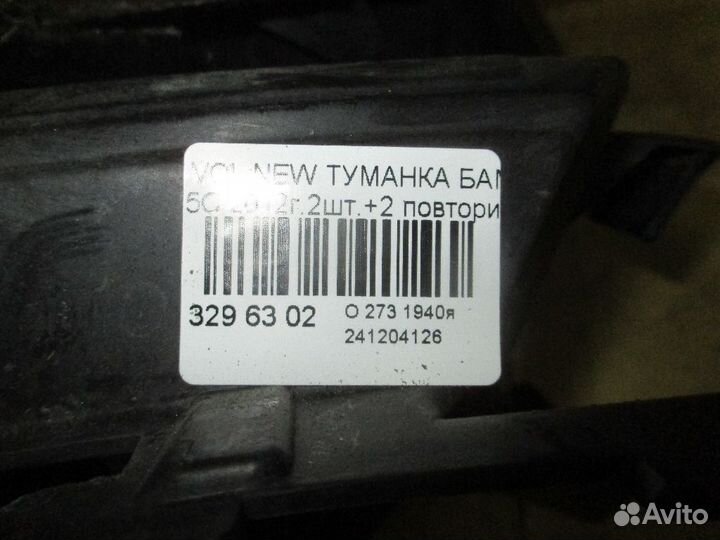 NEW ТУМАНКА БАМ
2шт.+2 повтори
329 63 02
О 273 1940я
241204126
Avito